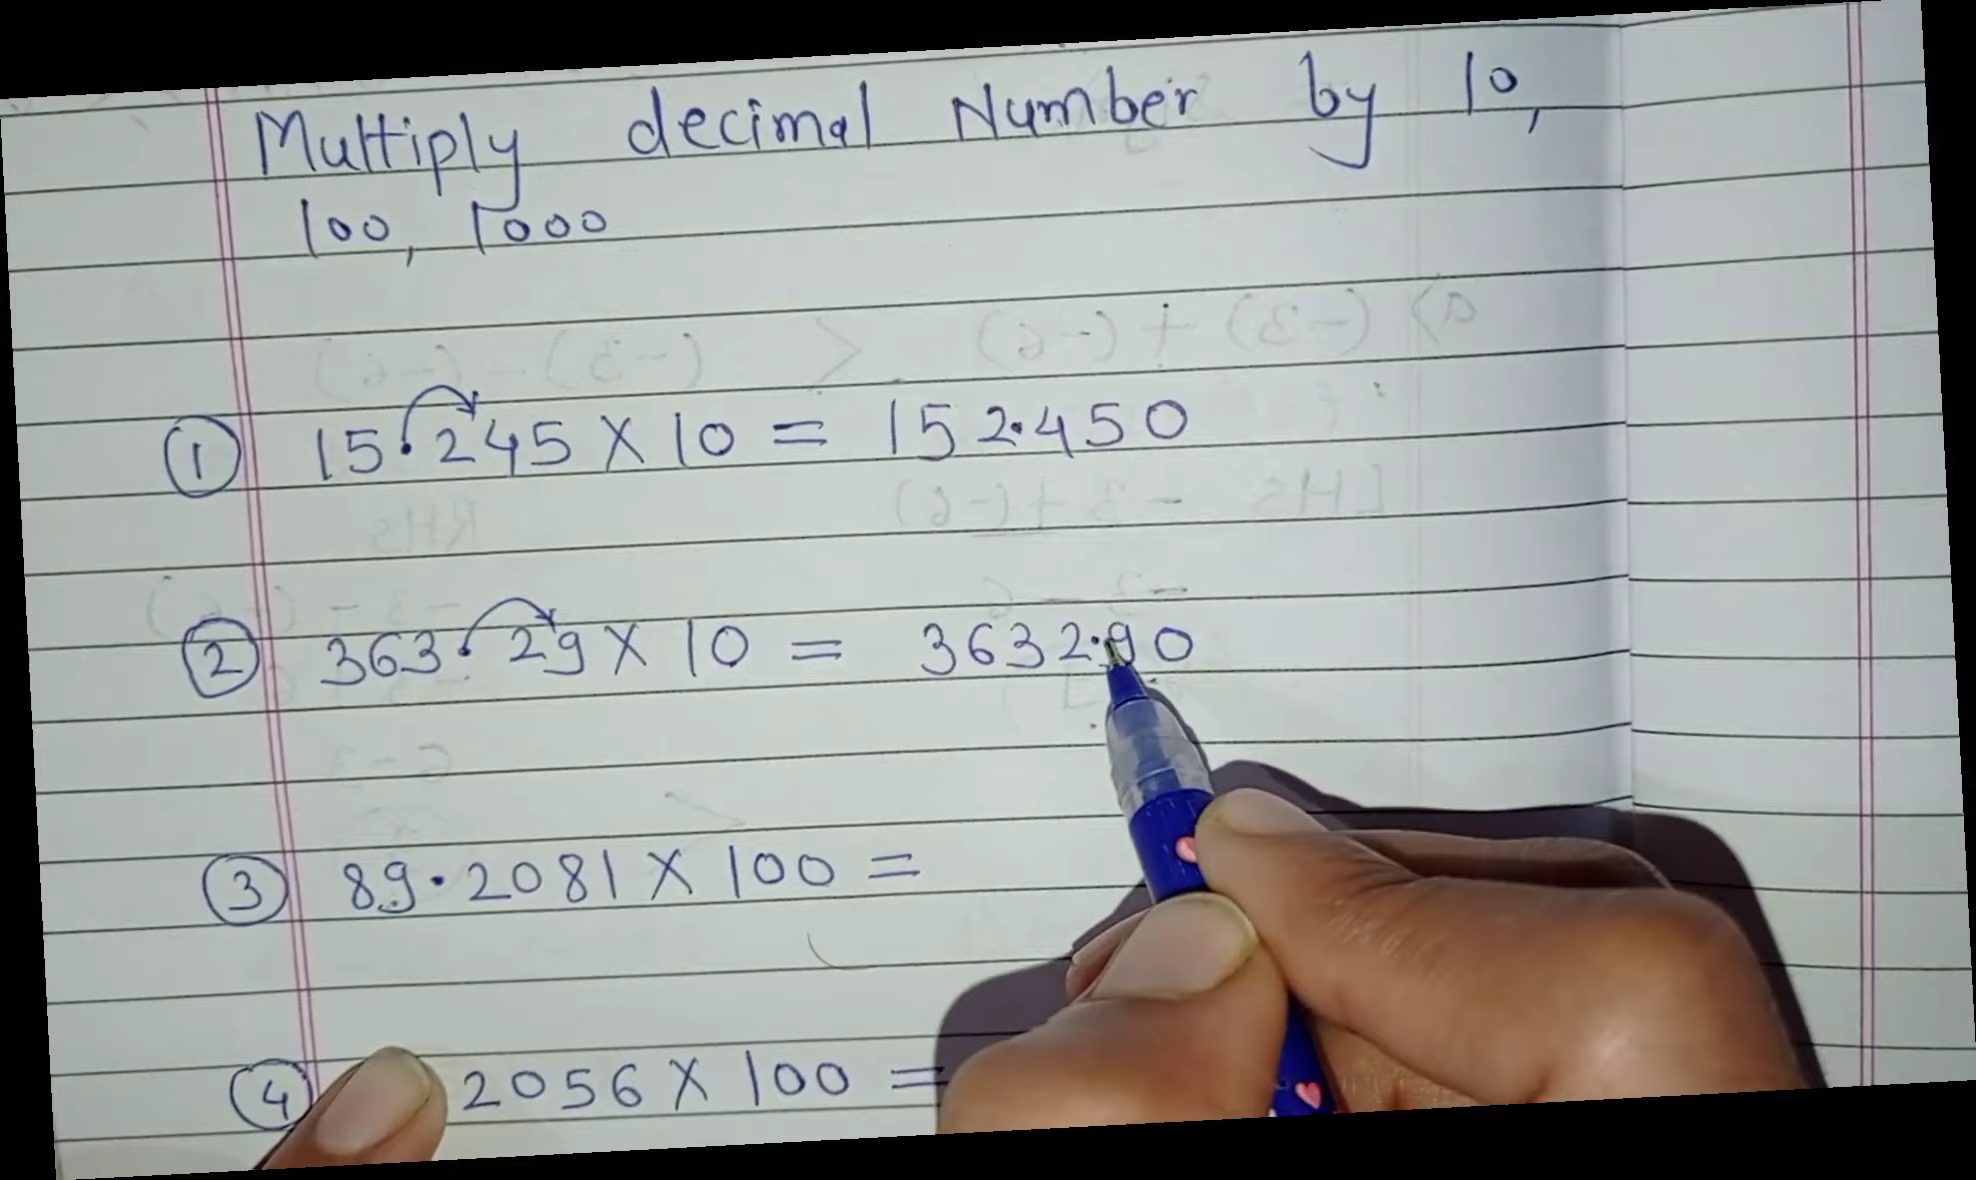 Multiply decimal Number by 10,
100, 1000
① 15.245 X 10 = 152.450
② 363.29 X 10 = 3632.90
③ 89.2081 X 100 =
④ 2056 X 100 =